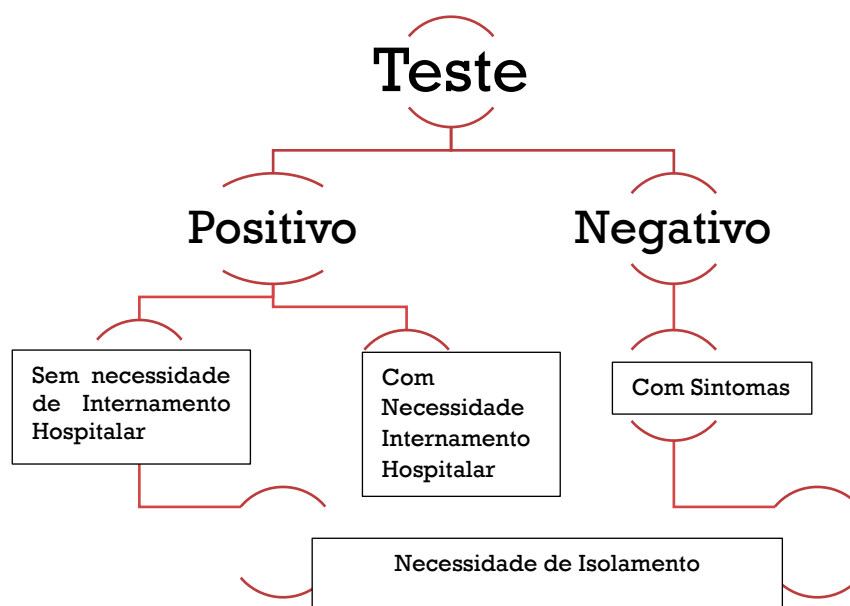 Teste
Positivo
Negativo
Sem necessidade
de Internamento
Hospitalar
Com
Necessidade
Internamento
Hospitalar
Com Sintomas
Necessidade de Isolamento